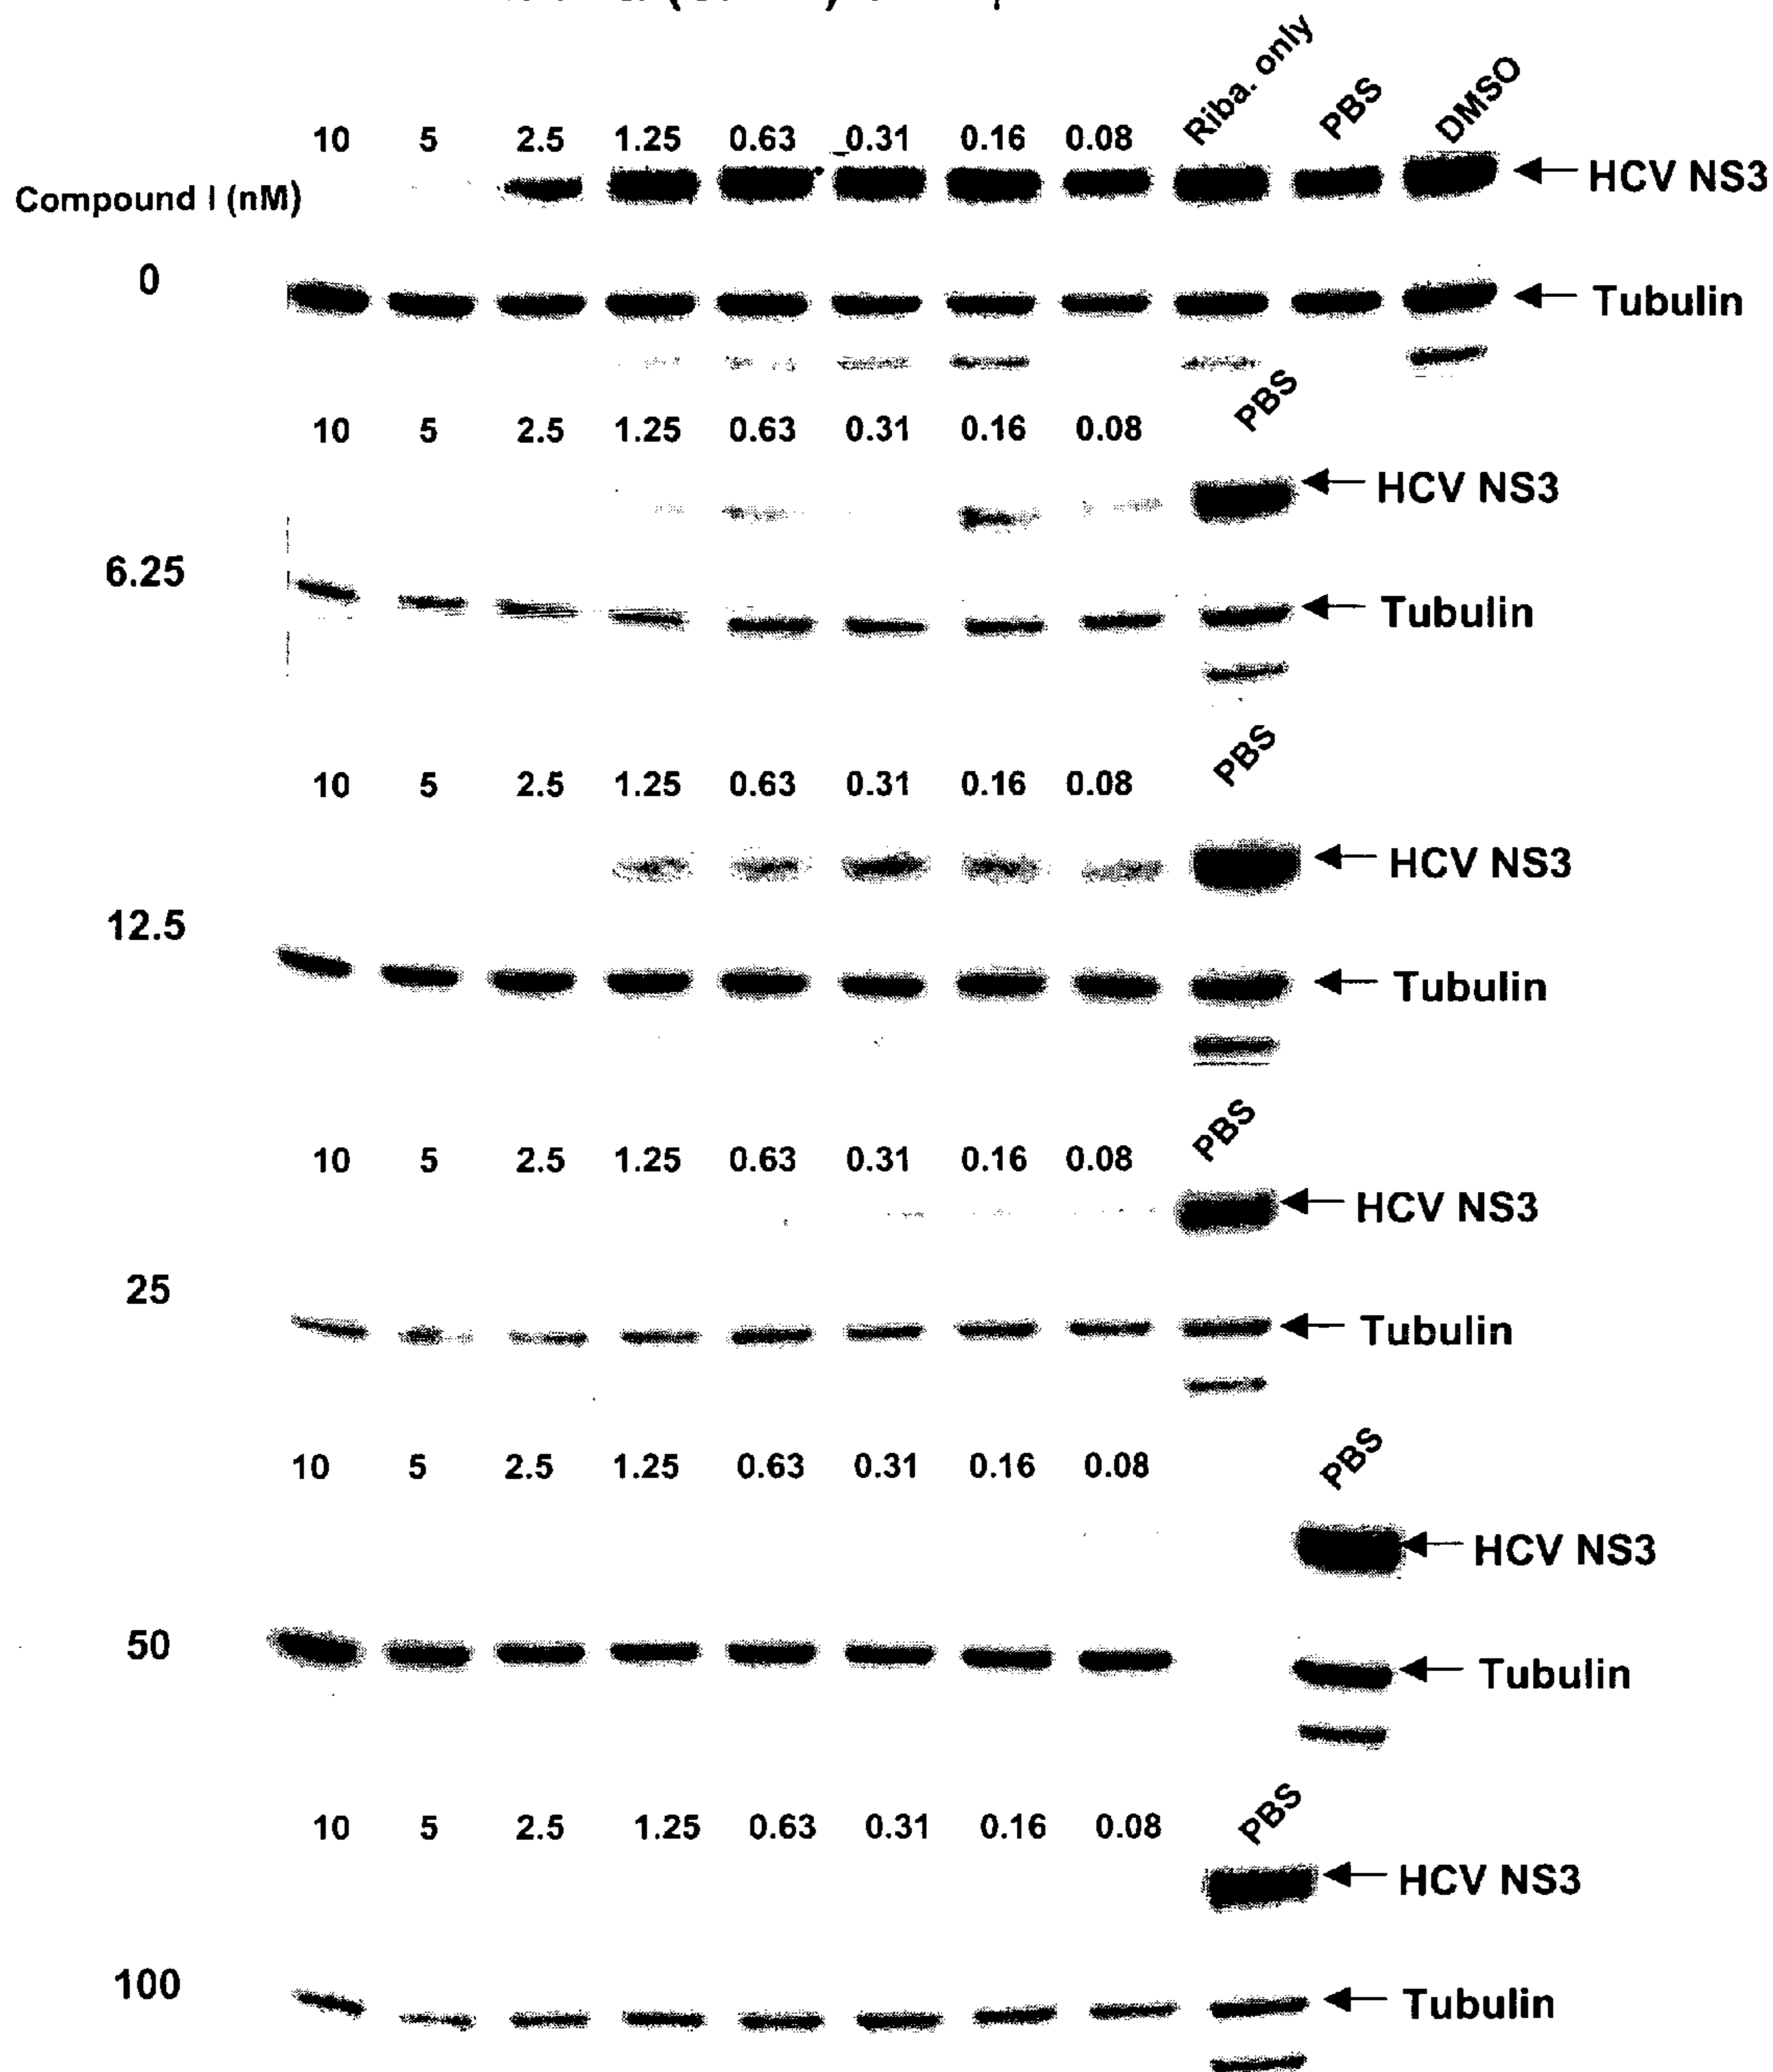 Riba. only PBS DMSO
10 5 2.5 1.25 0.63 0.31 0.16 0.08
HCV NS3
Compound I (nM)
0
Tubulin
PBS
10 5 2.5 1.25 0.63 0.31 0.16 0.08
HCV NS3
6.25
Tubulin
PBS
10 5 2.5 1.25 0.63 0.31 0.16 0.08
HCV NS3
12.5
Tubulin
PBS
10 5 2.5 1.25 0.63 0.31 0.16 0.08
HCV NS3
25
Tubulin
PBS
10 5 2.5 1.25 0.63 0.31 0.16 0.08
HCV NS3
50
Tubulin
PBS
10 5 2.5 1.25 0.63 0.31 0.16 0.08
HCV NS3
100
Tubulin